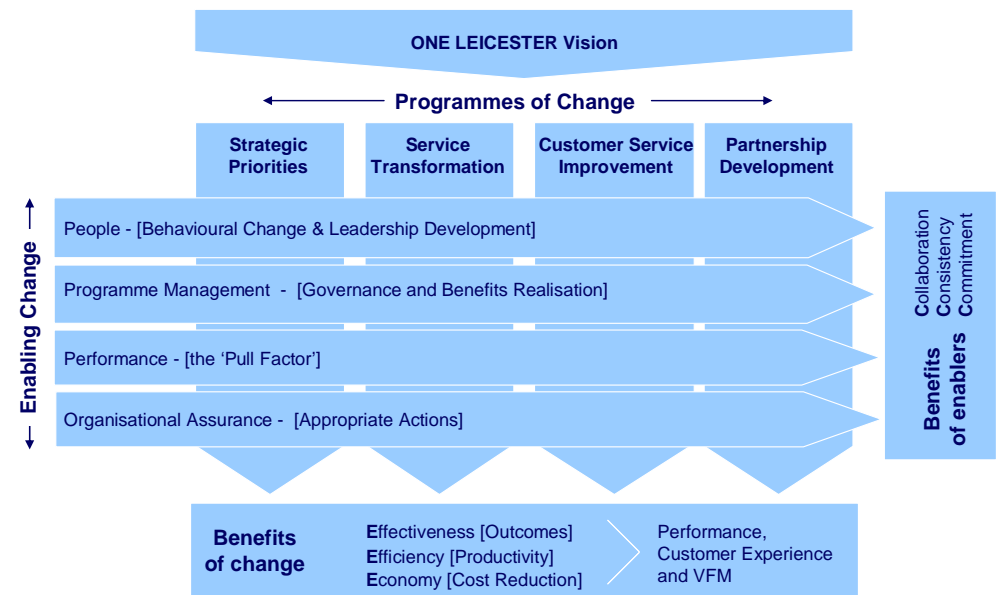 ONE LEICESTER Vision
Programmes of Change
Strategic
Priorities
Service
Transformation
Customer Service
Improvement
Partnership
Development
Enabling Change
People - [Behavioural Change & Leadership Development]
Programme Management - [Governance and Benefits Realisation]
Performance - [the ‘Pull Factor’]
Organisational Assurance - [Appropriate Actions]
Collaboration
Consistency
Commitment
Benefits
of enablers
Benefits
of change
Effectiveness [Outcomes]
Efficiency [Productivity]
Economy [Cost Reduction]
Performance,
Customer Experience
and VFM